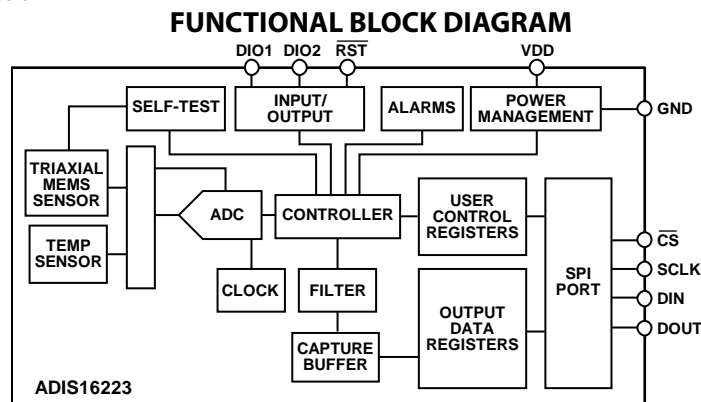 FUNCTIONAL BLOCK DIAGRAM
DIO1 DIO2 RST VDD
SELF-TEST
INPUT/
OUTPUT
ALARMS
POWER
MANAGEMENT
GND
TRIAXIAL
MEMS
SENSOR
TEMP
SENSOR
ADC
CONTROLLER
CLOCK
FILTER
CAPTURE
BUFFER
USER
CONTROL
REGISTERS
OUTPUT
DATA
REGISTERS
SPI
PORT
CS
SCLK
DIN
DOUT
ADIS16223